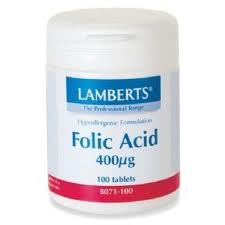 LAMBERTS®
The Professional Range
Hypoallergenic Formulation
Folic Acid
400µg
100 tablets
8071-100